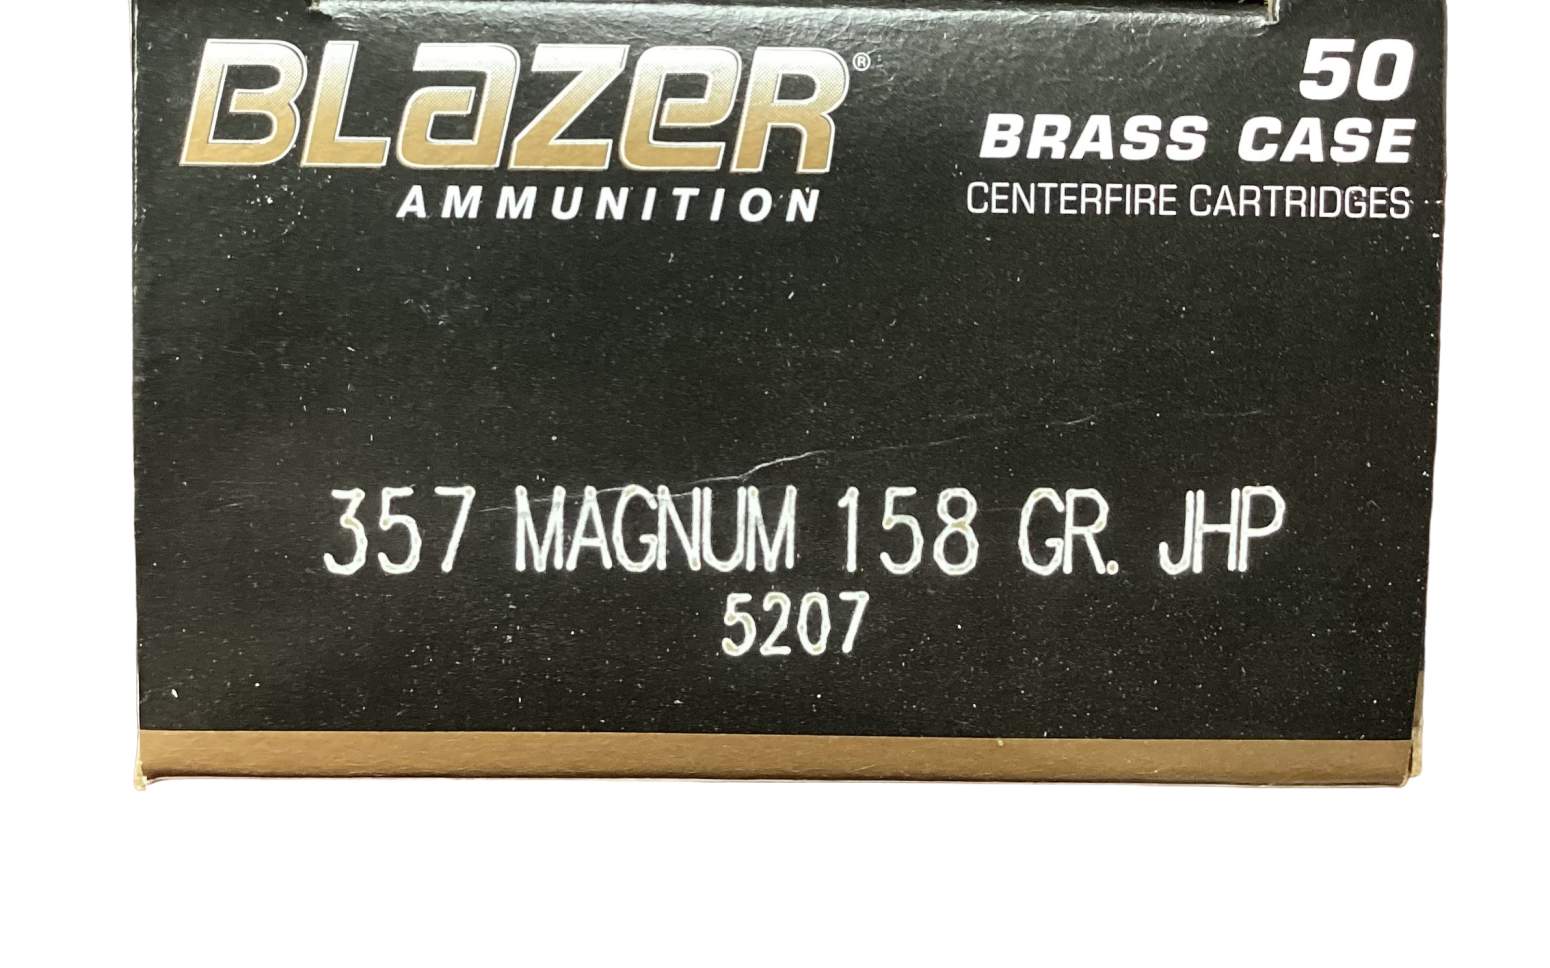 BLazer®
AMMUNITION
50
BRASS CASE
CENTERFIRE CARTRIDGES
357 MAGNUM 158 GR. JHP
5207